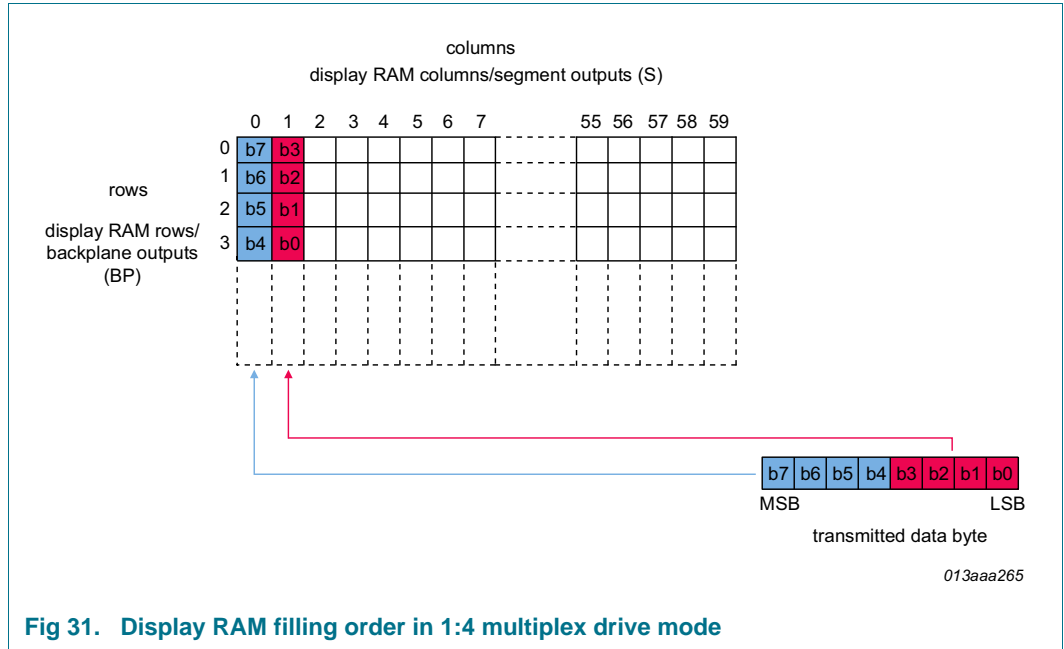 columns
display RAM columns/segment outputs (S)
0 1 2 3 4 5 6 7 55 56 57 58 59
0 b7 b3
1 b6 b2
rows
2 b5 b1
display RAM rows/
backplane outputs
(BP)
3 b4 b0
b7 b6 b5 b4 b3 b2 b1 b0
MSB LSB
transmitted data byte
013aaa265
Fig 31. Display RAM filling order in 1:4 multiplex drive mode